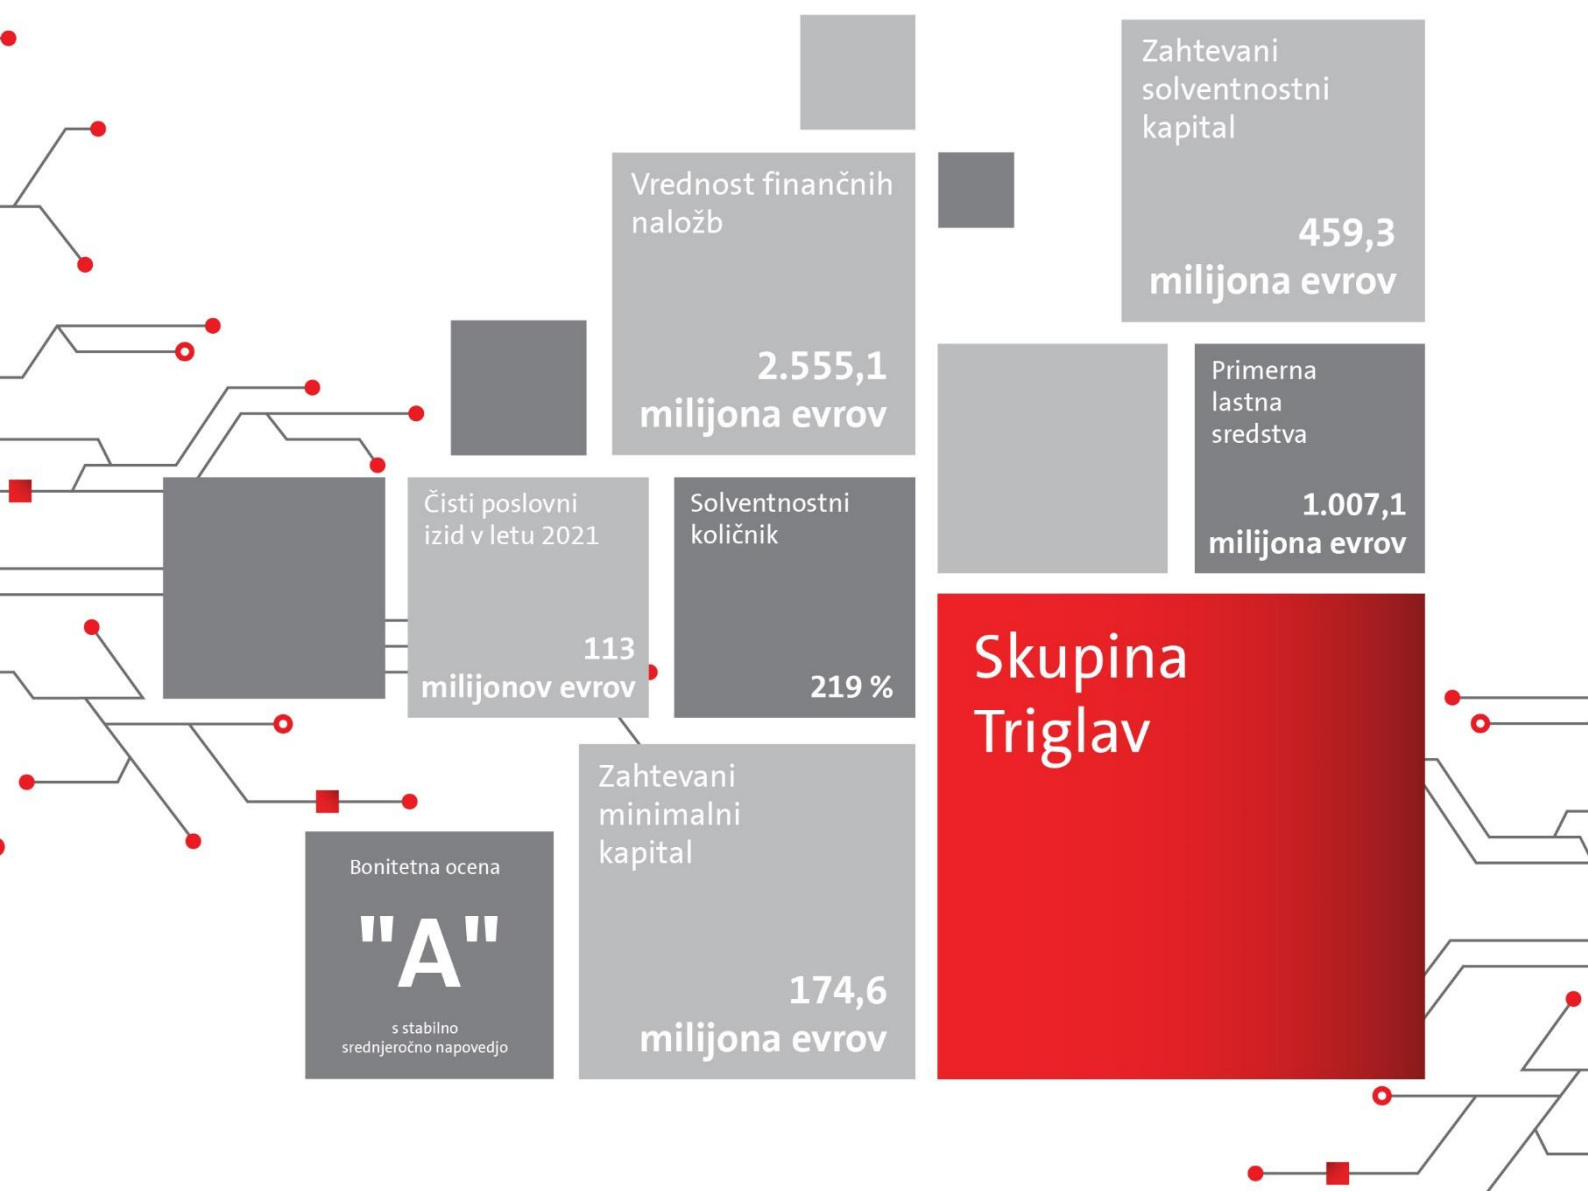 Zahtevani
solventnostni
kapital
459,3
milijona evrov
Vrednost finančnih
naložb
2.555,1
milijona evrov
Primerna
lastna
sredstva
1.007,1
milijona evrov
Čisti poslovni
izid v letu 2021
113
milijonov evrov
Solventnostni
količnik
219 %
Skupina
Triglav
Zahtevani
minimalni
kapital
174,6
milijona evrov
Bonitetna ocena
"A"
s stabilno
srednjeročno napovedjo